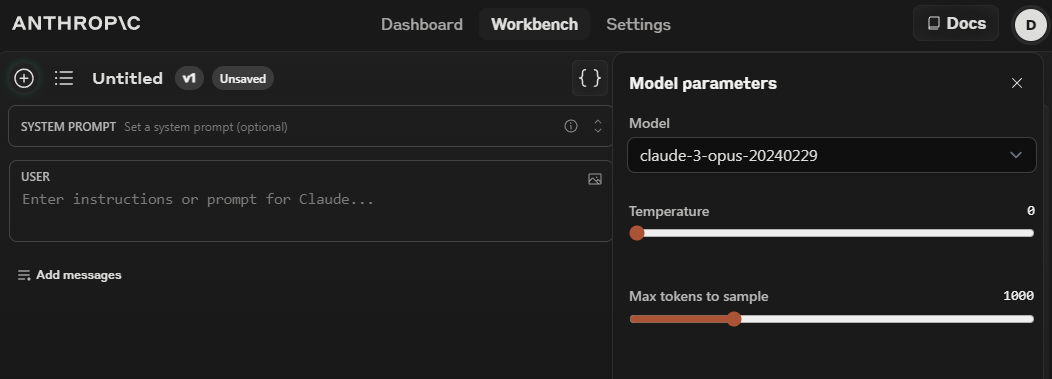 ANTHROP\C Dashboard Workbench Settings Docs D
Untitled v1 Unsaved { }
SYSTEM PROMPT Set a system prompt (optional)
USER
Enter instructions or prompt for Claude...
Add messages
Model parameters
Model
claude-3-opus-20240229
Temperature 0
Max tokens to sample 1000